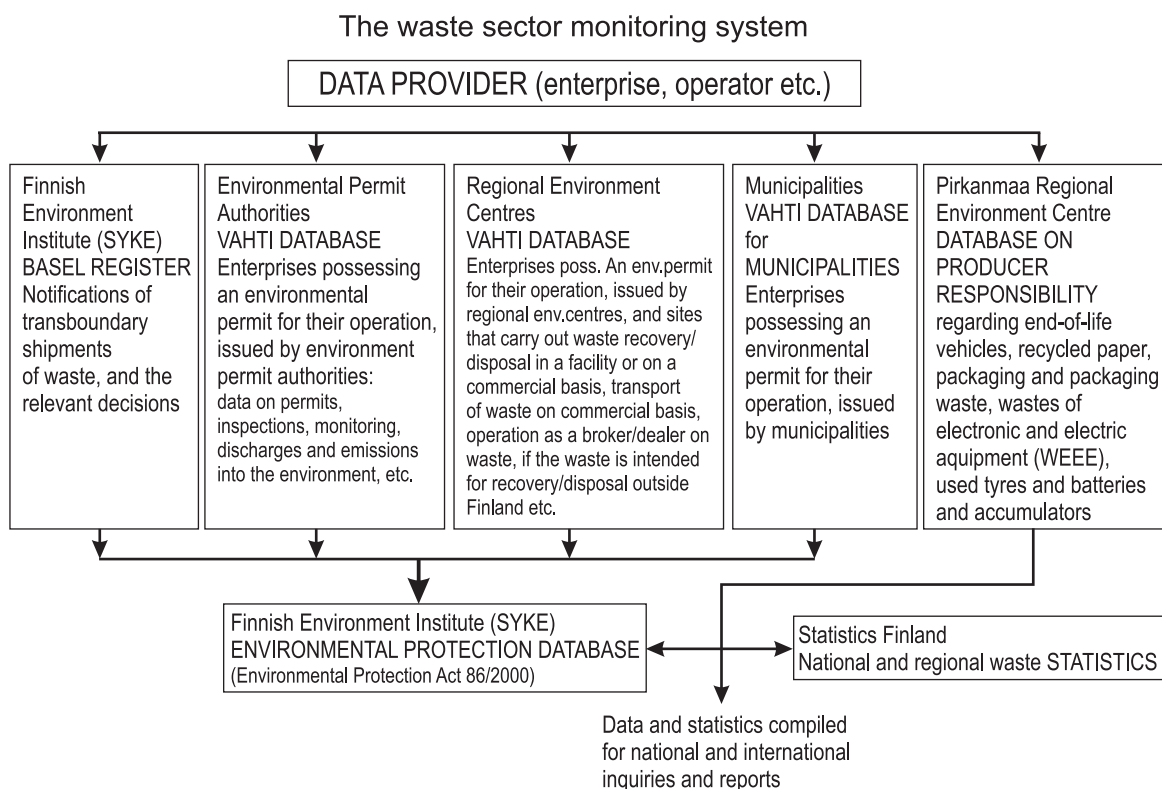 The waste sector monitoring system
DATA PROVIDER (enterprise, operator etc.)
Finnish
Environment
Institute (SYKE)
BASEL REGISTER
Notifications of
transboundary
shipments
of waste, and the
relevant decisions
Environmental Permit
Authorities
VAHTI DATABASE
Enterprises possessing
an environmental
permit for their operation,
issued by environment
permit authorities:
data on permits,
inspections, monitoring,
discharges and emissions
into the environment, etc.
Regional Environment
Centres
VAHTI DATABASE
Enterprises poss. An env.permit
for their operation, issued by
regional env.centres, and sites
that carry out waste recovery/
disposal in a facility or on a
commercial basis, transport
of waste on commercial basis,
operation as a broker/dealer on
waste, if the waste is intended
for recovery/disposal outside
Finland etc.
Municipalities
VAHTI DATABASE
for
MUNICIPALITIES
Enterprises
possessing an
environmental
permit for their
operation, issued
by municipalities
Pirkanmaa Regional
Environment Centre
DATABASE ON
PRODUCER
RESPONSIBILITY
regarding end-of-life
vehicles, recycled paper,
packaging and packaging
waste, wastes of
electronic and electric
aquipment (WEEE),
used tyres and batteries
and accumulators
Finnish Environment Institute (SYKE)
ENVIRONMENTAL PROTECTION DATABASE
(Environmental Protection Act 86/2000)
Statistics Finland
National and regional waste STATISTICS
Data and statistics compiled
for national and international
inquiries and reports